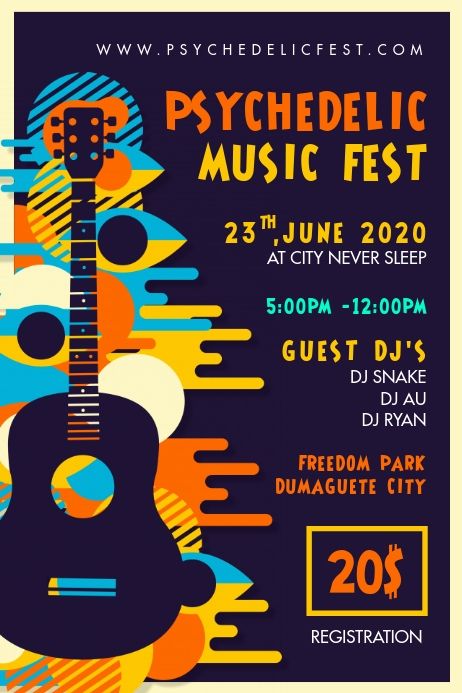 WWW.PSYCHEDELICFEST.COM
PSYCHEDELIC
MUSIC FEST
23TH,JUNE 2020
AT CITY NEVER SLEEP
5:00PM -12:00PM
GUEST DJ'S
DJ SNAKE
DJ AU
DJ RYAN
FREEDOM PARK
DUMAGUETE CITY
20$
REGISTRATION